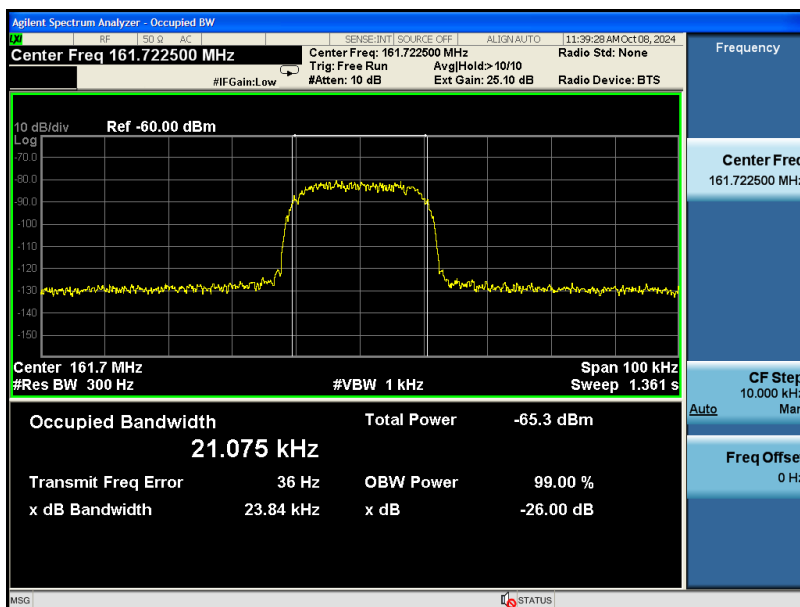 Agilent Spectrum Analyzer - Occupied BW
LXI RF 50 Ω AC SENSE:INT SOURCE OFF ALIGN AUTO 11:39:28 AM Oct 08, 2024
Center Freq 161.722500 MHz
Center Freq: 161.722500 MHz Radio Std: None
Trig: Free Run Avg|Hold:>10/10
#IFGain:Low #Atten: 10 dB Ext Gain: 25.10 dB Radio Device: BTS
Frequency
10 dB/div Ref -60.00 dBm
Log
-70.0
-80.0
-90.0
-100
-110
-120
-130
-140
-150
Center 161.7 MHz Span 100 kHz
#Res BW 300 Hz #VBW 1 kHz Sweep 1.361 s
Occupied Bandwidth Total Power -65.3 dBm
21.075 kHz
Transmit Freq Error 36 Hz OBW Power 99.00 %
x dB Bandwidth 23.84 kHz x dB -26.00 dB
Center Freq
161.722500 MHz
CF Step
10.000 kHz
Auto Man
Freq Offset
0 Hz
MSG STATUS